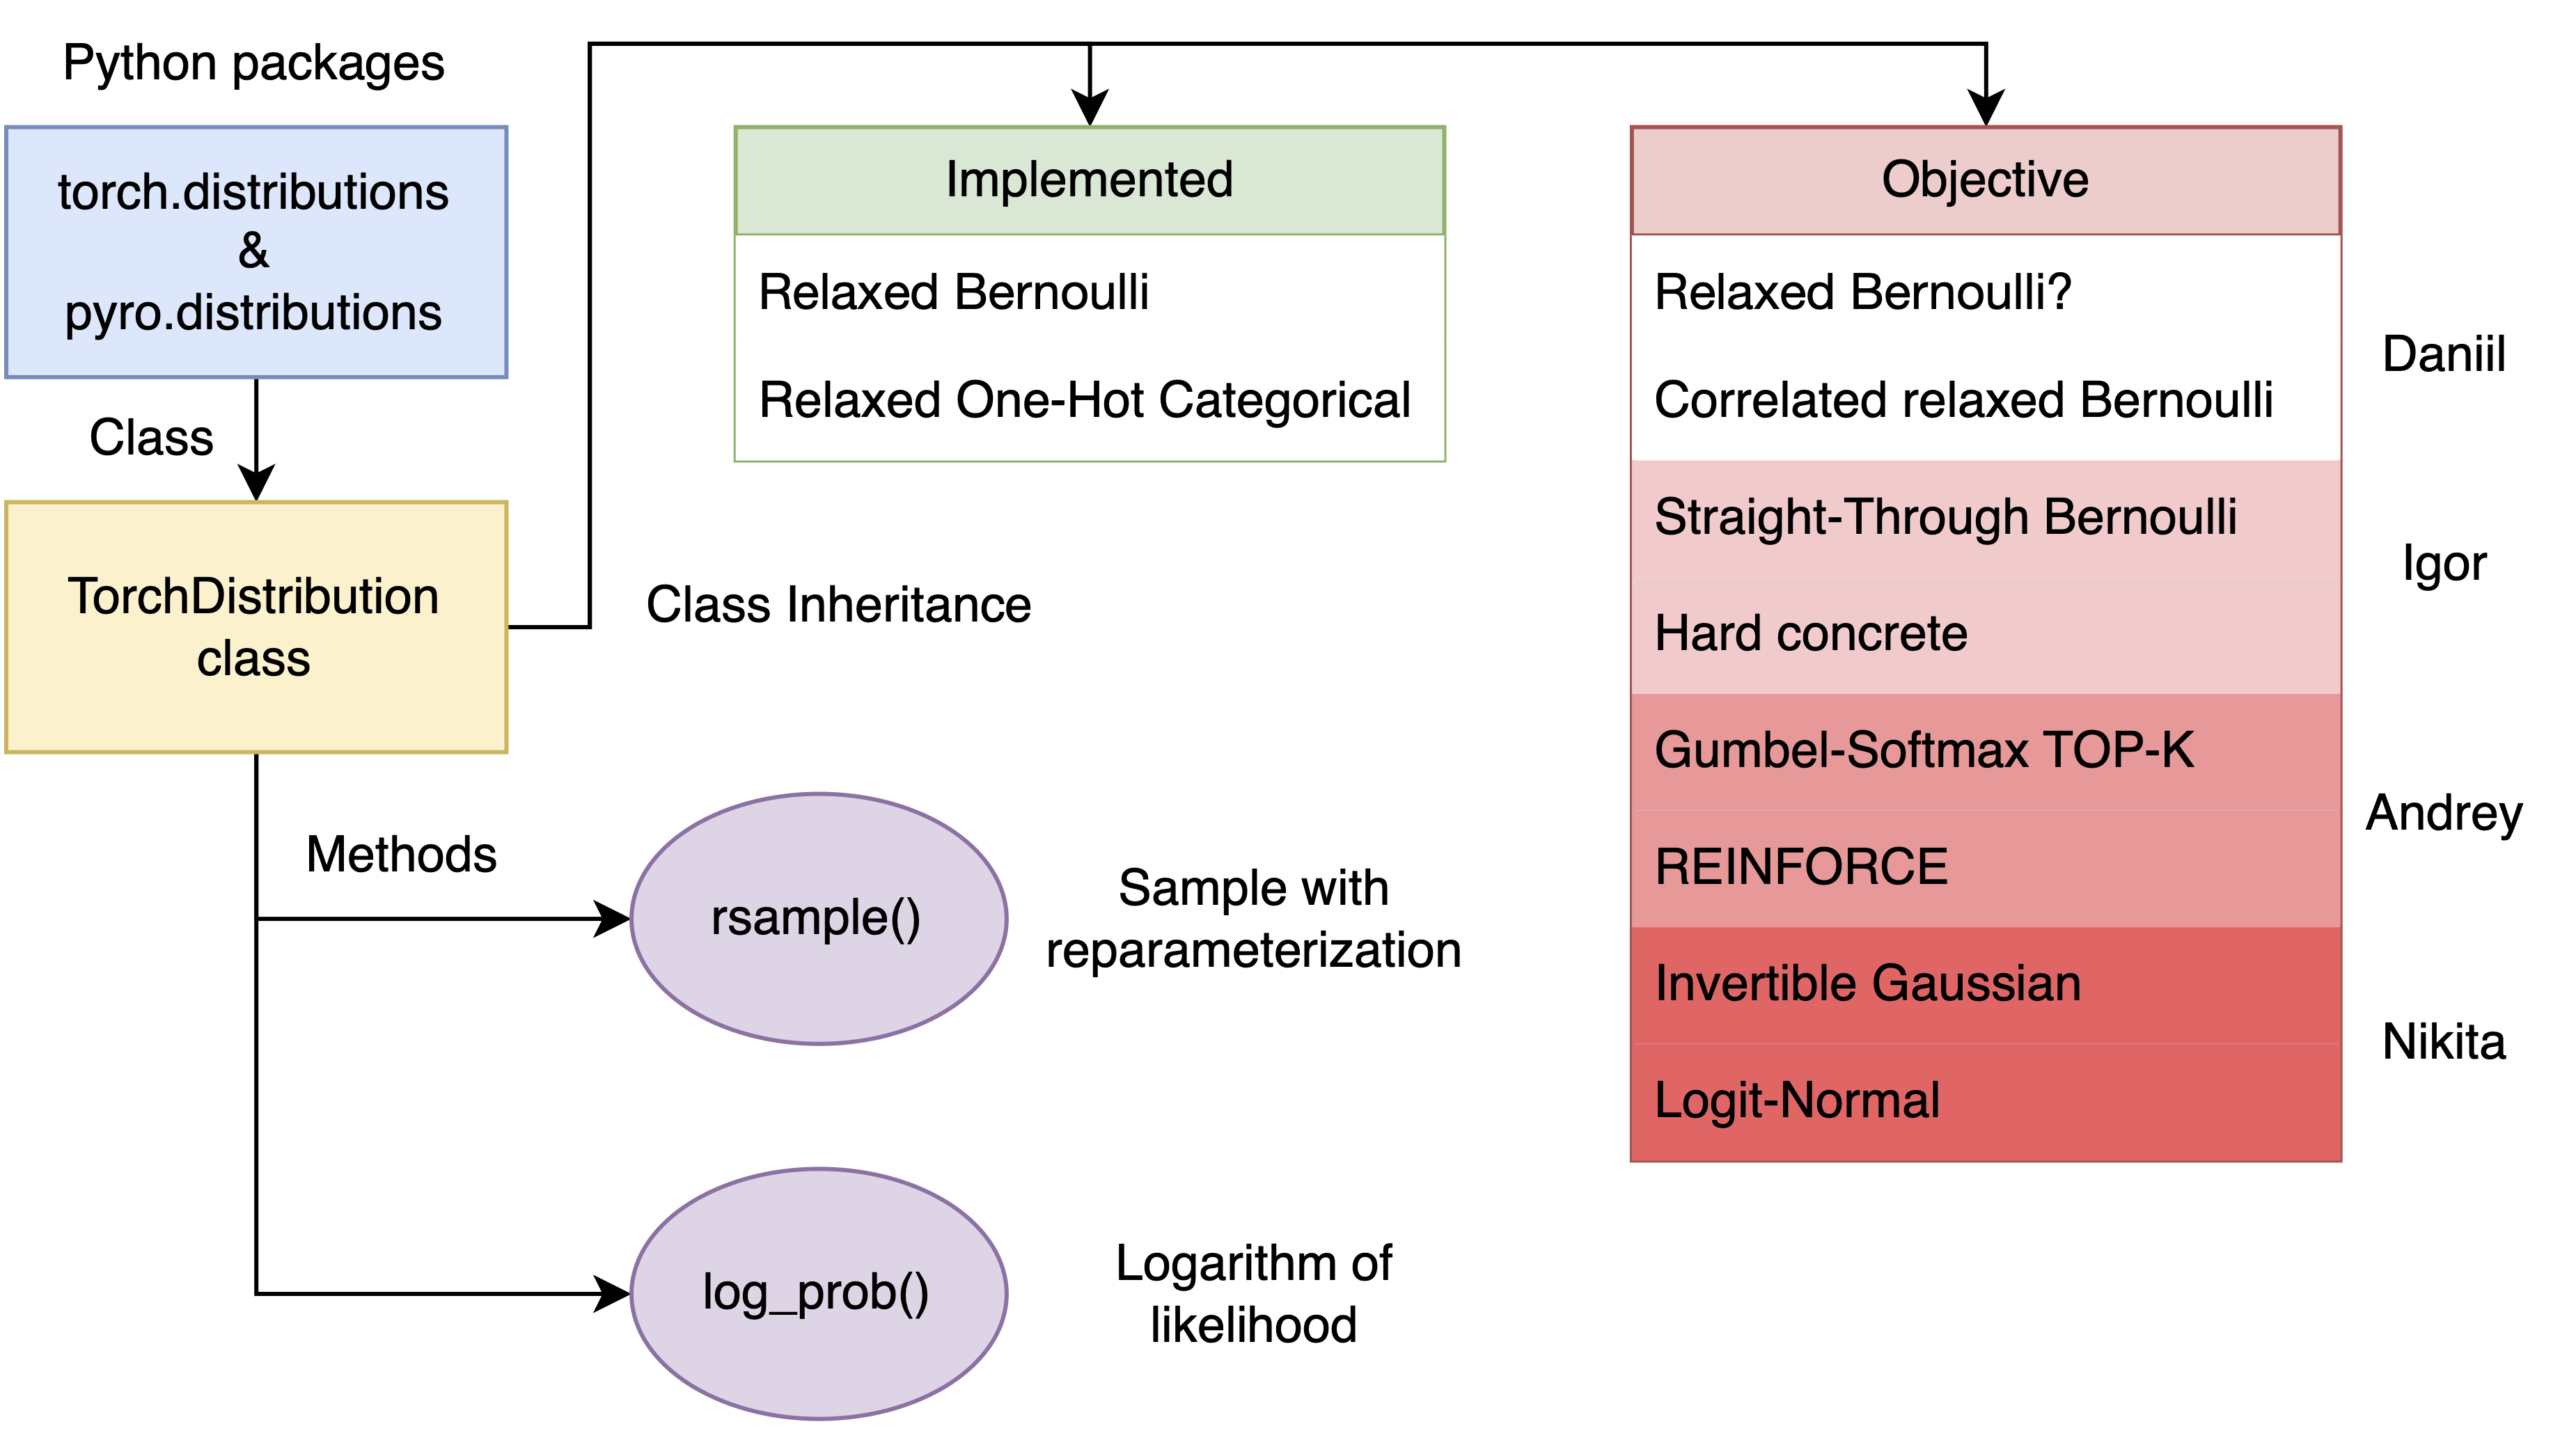 Python packages
torch.distributions
&
pyro.distributions
Class
TorchDistribution
class
Class Inheritance
Methods
rsample()
Sample with
reparameterization
log_prob()
Logarithm of
likelihood
Implemented
Relaxed Bernoulli
Relaxed One-Hot Categorical
Objective
Relaxed Bernoulli?
Correlated relaxed Bernoulli
Daniil
Straight-Through Bernoulli
Hard concrete
Igor
Gumbel-Softmax TOP-K
REINFORCE
Andrey
Invertible Gaussian
Logit-Normal
Nikita